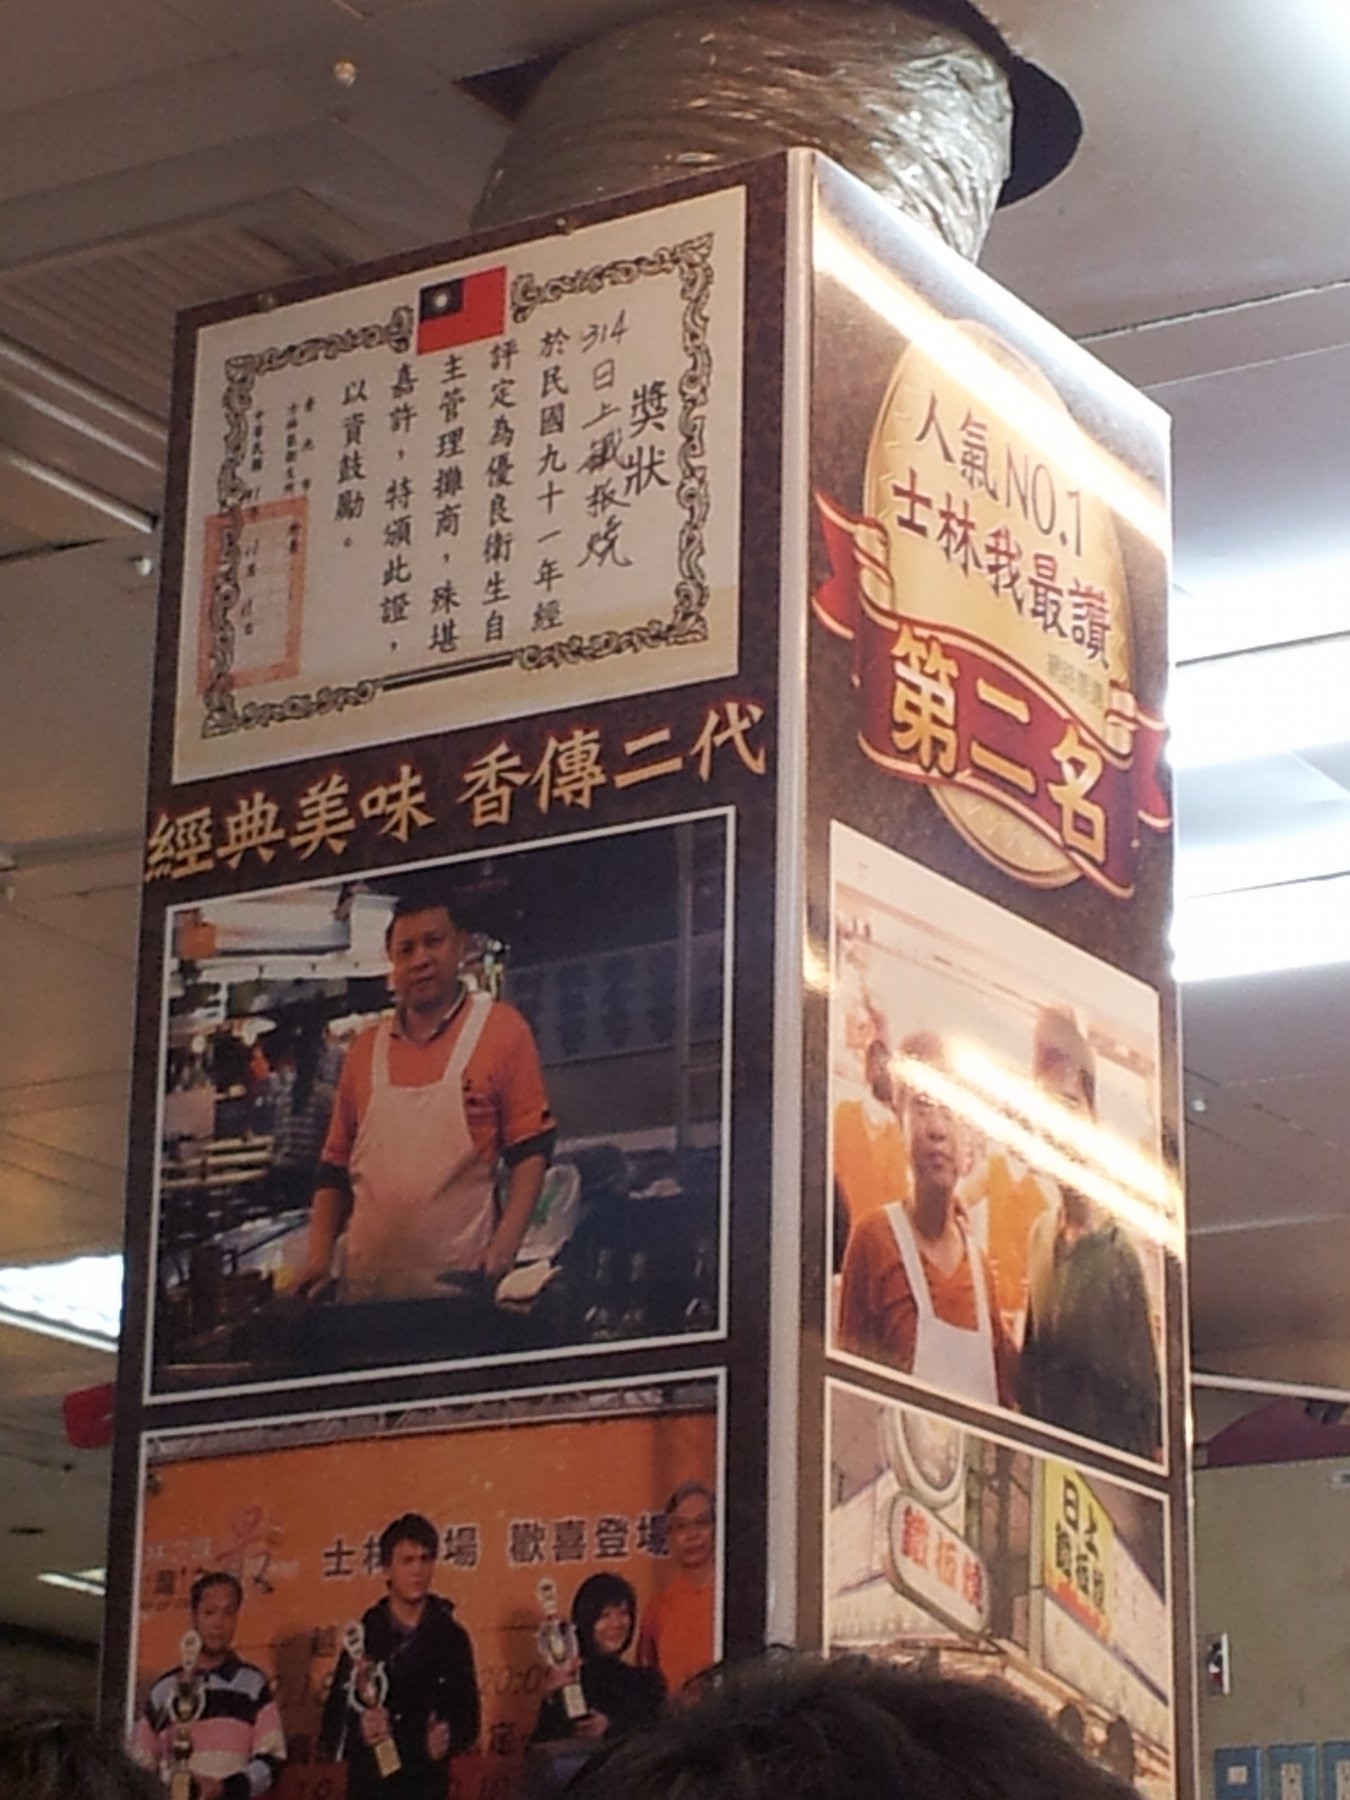 獎狀
314
日上鐵板燒
於民國九十一年經
評定為優良衛生自
主管理攤商，殊堪
嘉許，特頒此證，
以資鼓勵。
經典美味 香傳二代
人氣NO.1
士林我最讚
第二名
歡喜登場
鐵板燒
日上